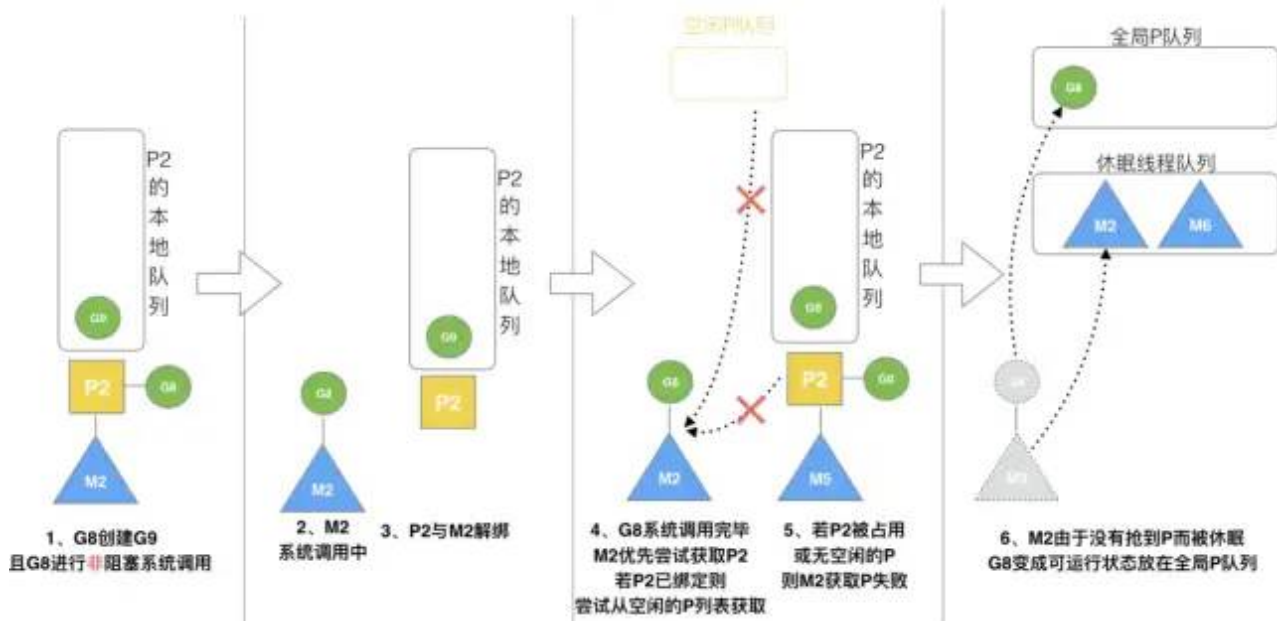 P2的本地队列
G9
P2
G8
M2
1、G8创建G9
且G8进行非阻塞系统调用
G8
M2
2、M2
系统调用中
P2的本地队列
G9
P2
3、P2与M2解绑
空闲P队列
G8
M2
4、G8系统调用完毕
M2优先尝试获取P2
若P2已绑定则
尝试从空闲的P列表获取
P2的本地队列
P2
M5
5、若P2被占用
或无空闲的P
则M2获取P失败
全局P队列
G8
休眠线程队列
M2
M6
6、M2由于没有抢到P而被休眠
G8变成可运行状态放在全局P队列